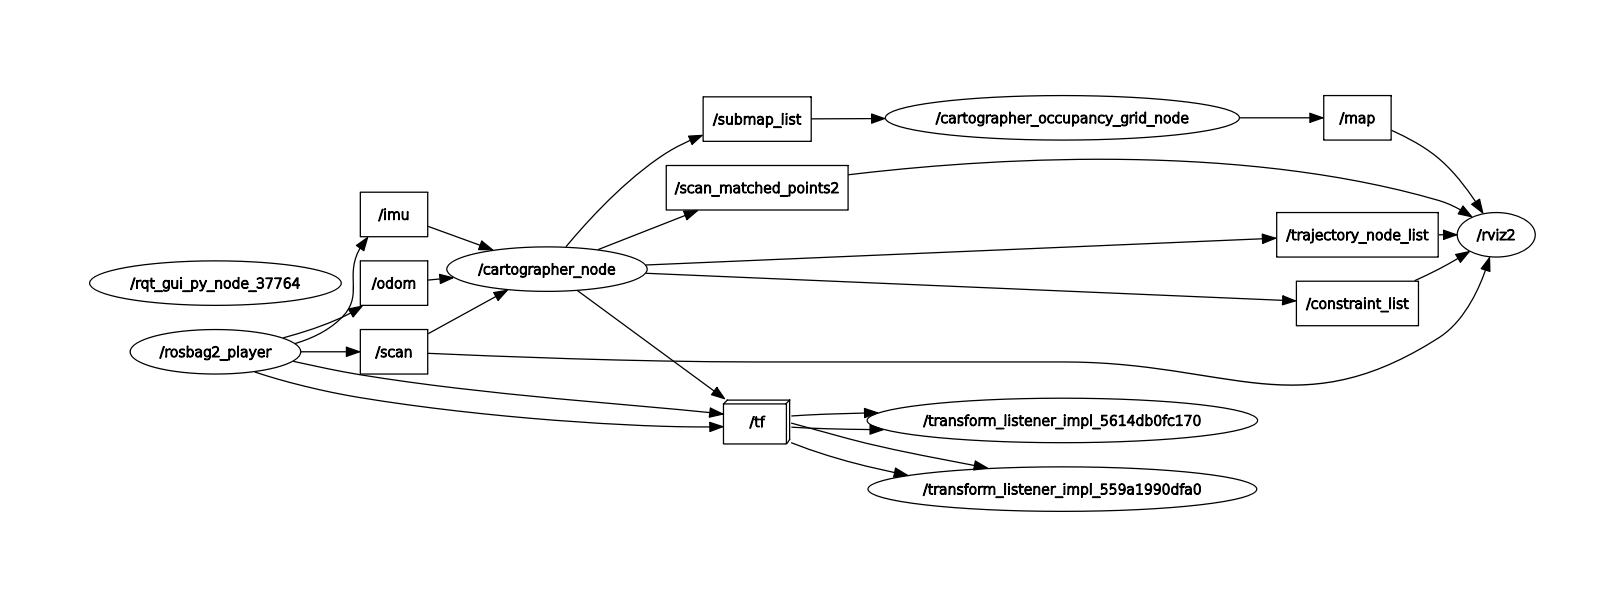 /submap_list
/cartographer_occupancy_grid_node
/map
/scan_matched_points2
/imu
/trajectory_node_list
/rviz2
/cartographer_node
/rqt_gui_py_node_37764
/odom
/constraint_list
/rosbag2_player
/scan
/tf
/transform_listener_impl_5614db0fc170
/transform_listener_impl_559a1990dfa0